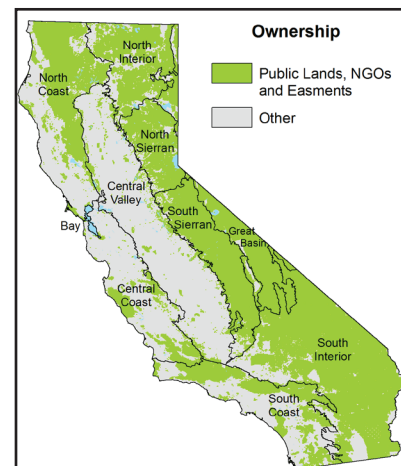 Ownership
Public Lands, NGOs
and Easments
Other
North
Interior
North
Coast
North
Sierran
Central
Valley
South
Sierran
Bay
Great
Basin
Central
Coast
South
Interior
South
Coast